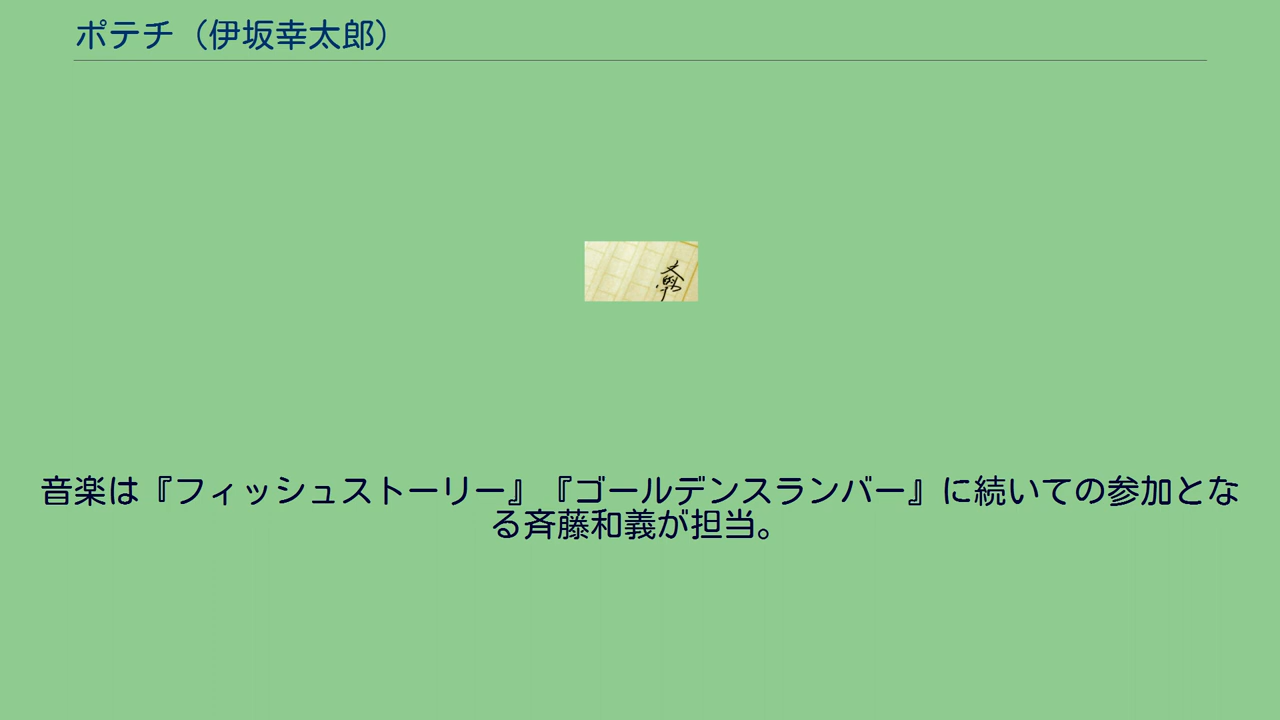 ポテチ（伊坂幸太郎）
音楽は『フィッシュストーリー』『ゴールデンスランバー』に続いての参加とな
る斉藤和義が担当。